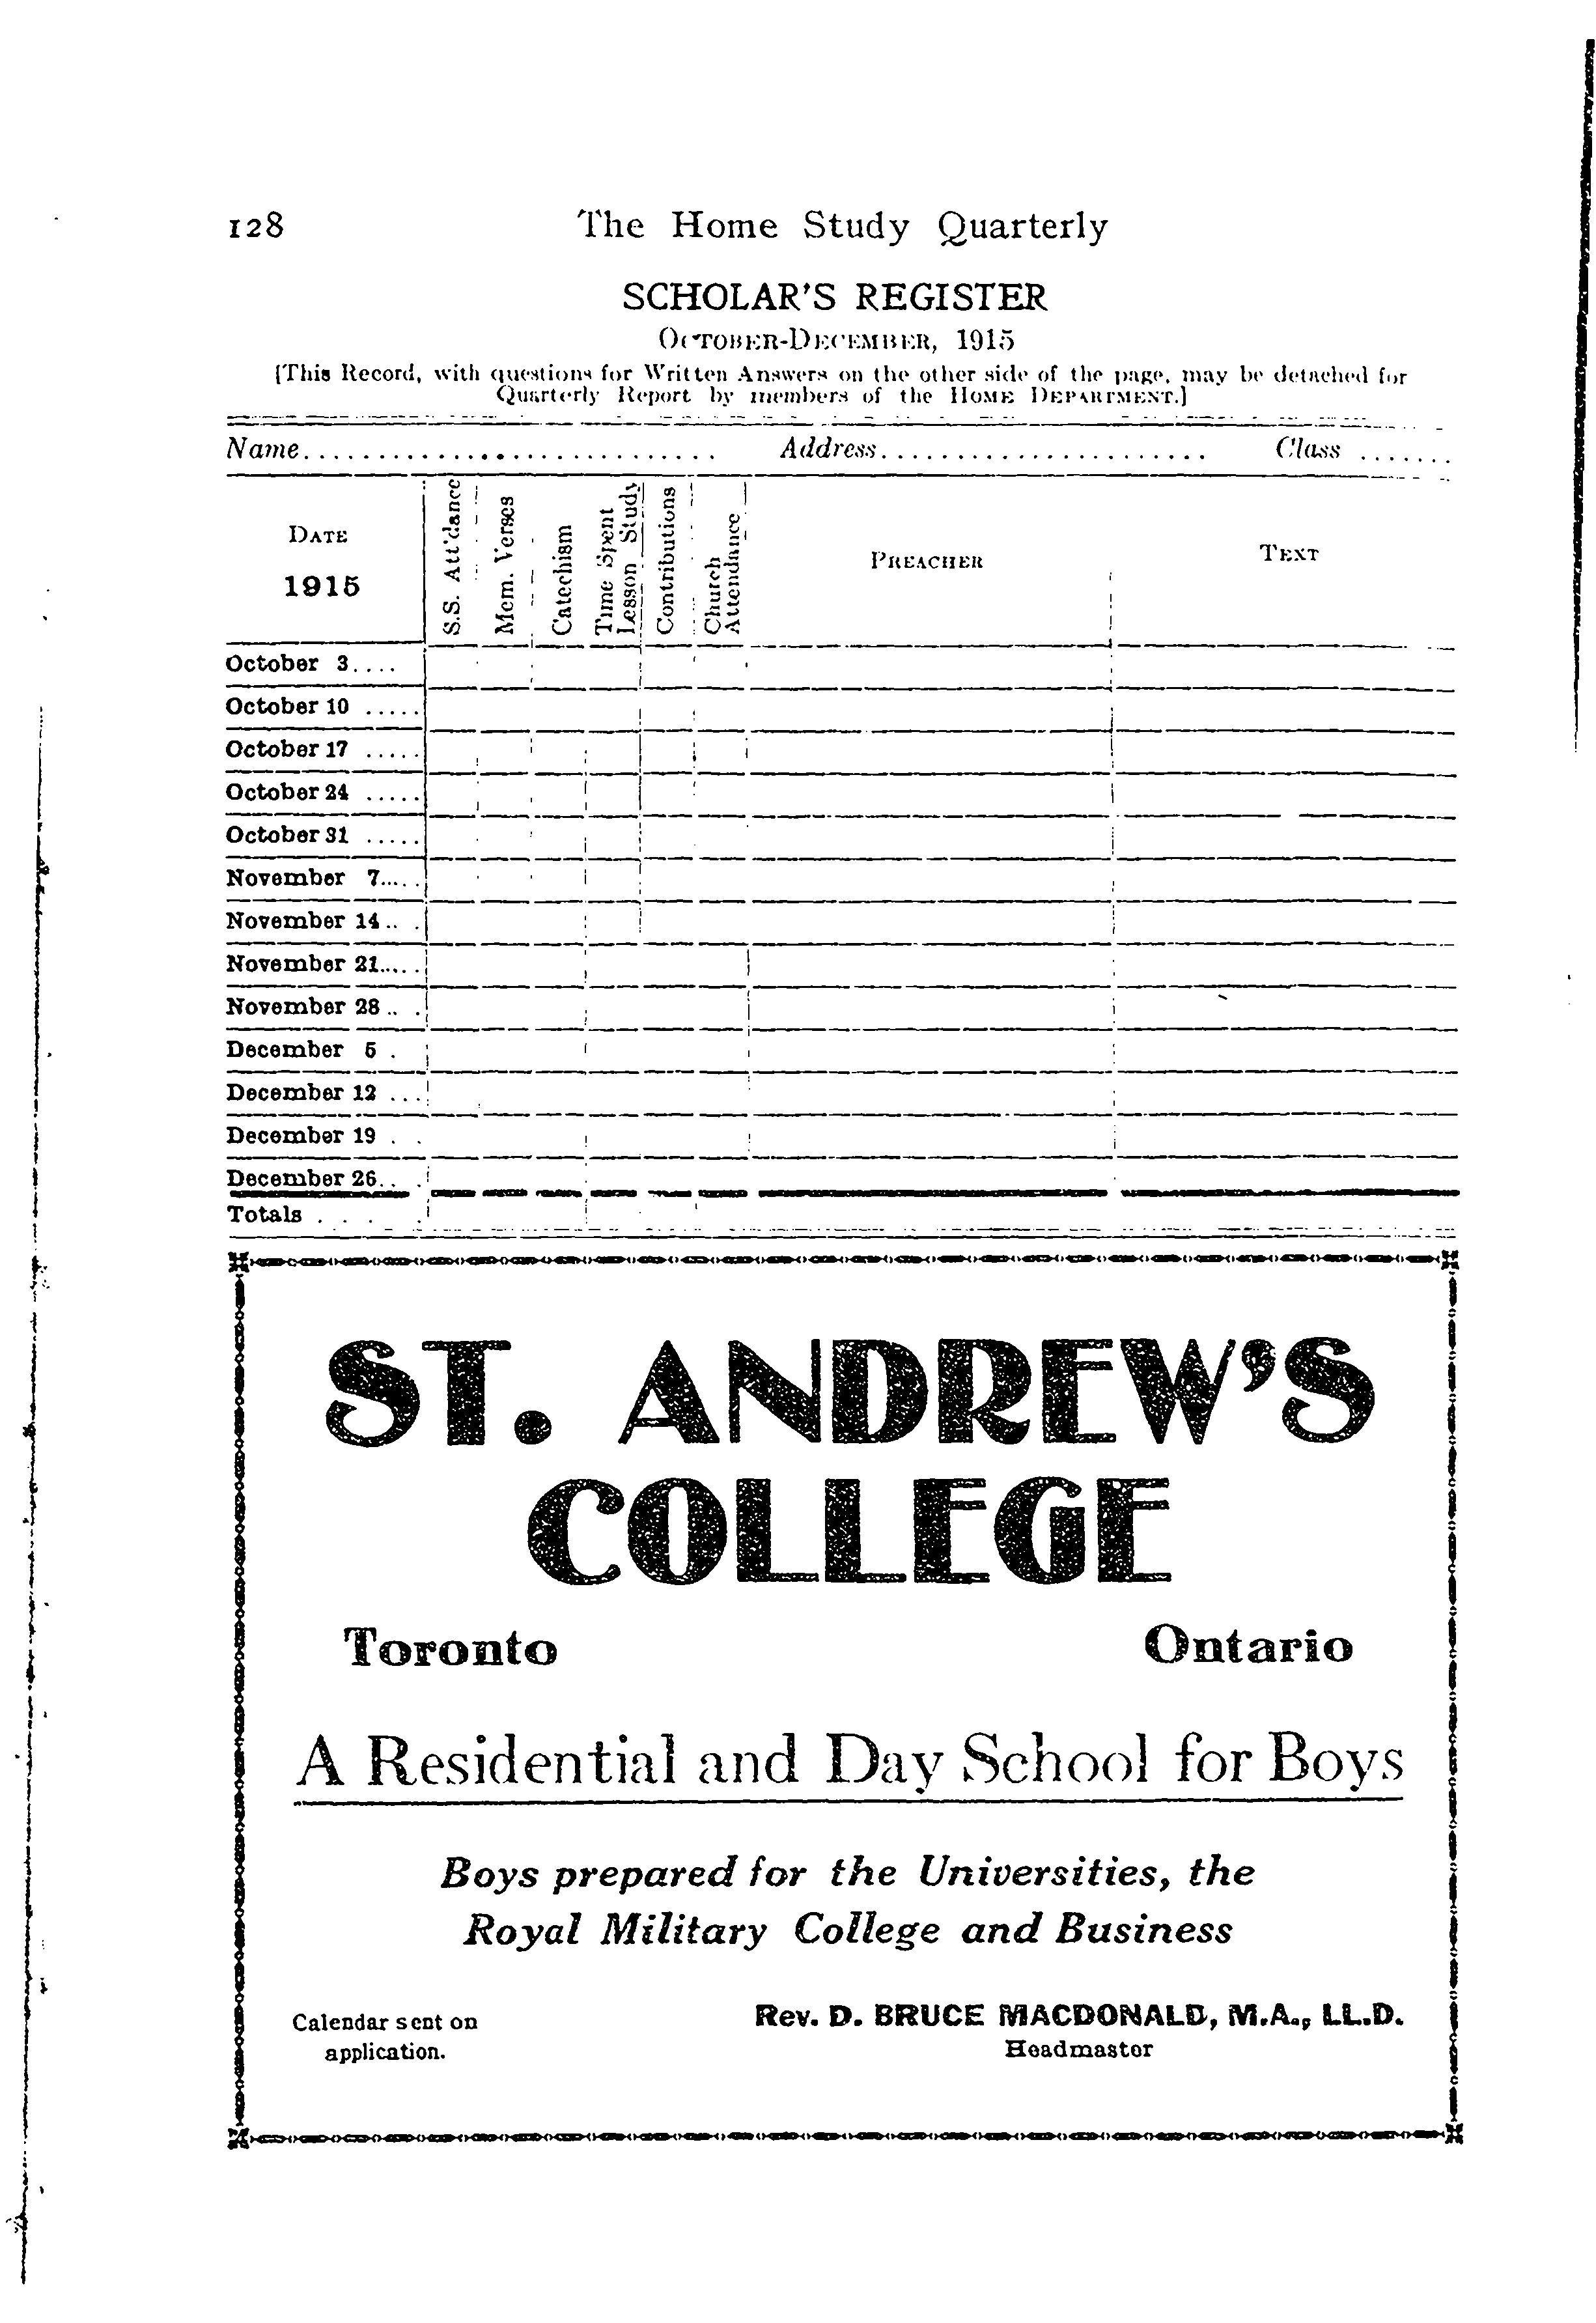 128 The Home Study Quarterly
SCHOLAR'S REGISTER
OCTOBER-DECEMBER, 1915
[This Record, with questions for Written Answers on the other side of the page, may be detached for
Quarterly Report by members of the HOME DEPARTMENT.]
Name............................ Address...................... Class .......
DATE
1915
S.S. Att'dance
Mem. Verses
Catechism
Time Spent
Lesson Study
Contributions
Church
Attendance
PREACHER
TEXT
October 3....
October 10 .....
October 17 .....
October 24 .....
October 31 .....
November 7.....
November 14.. .
November 21.....
November 28 .. .
December 5 .
December 12 ...
December 19 . .
December 26.. .
Totals . . . .
ST. ANDREW'S
COLLEGE
Toronto Ontario
A Residential and Day School for Boys
Boys prepared for the Universities, the
Royal Military College and Business
Calendar sent on
application.
Rev. D. BRUCE MACDONALD, M.A., LL.D.
Headmaster